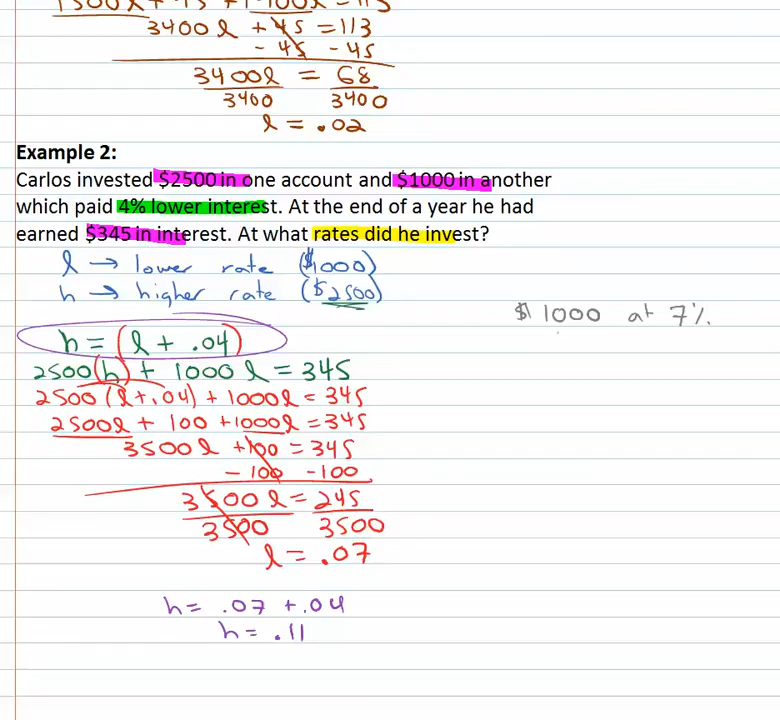 1500l + 45 + 1400l = 113
3400l + 45 = 113
- 45 - 45
3400l = 68
3400 3400
l = .02
Example 2:
Carlos invested $2500 in one account and $1000 in another
which paid 4% lower interest. At the end of a year he had
earned $345 in interest. At what rates did he invest?
l → lower rate ($1000)
h → higher rate ($2500)
$1000 at 7%
h = (l + .04)
2500(h) + 1000l = 345
2500(l + .04) + 1000l = 345
2500l + 100 + 1000l = 345
3500l + 100 = 345
- 100 - 100
3500l = 245
3500 3500
l = .07
h = .07 + .04
h = .11